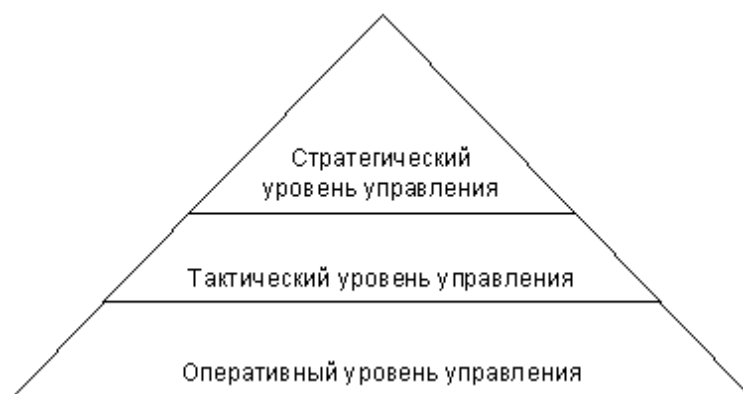 Стратегический
уровень управления
Тактический уровень управления
Оперативный уровень управления